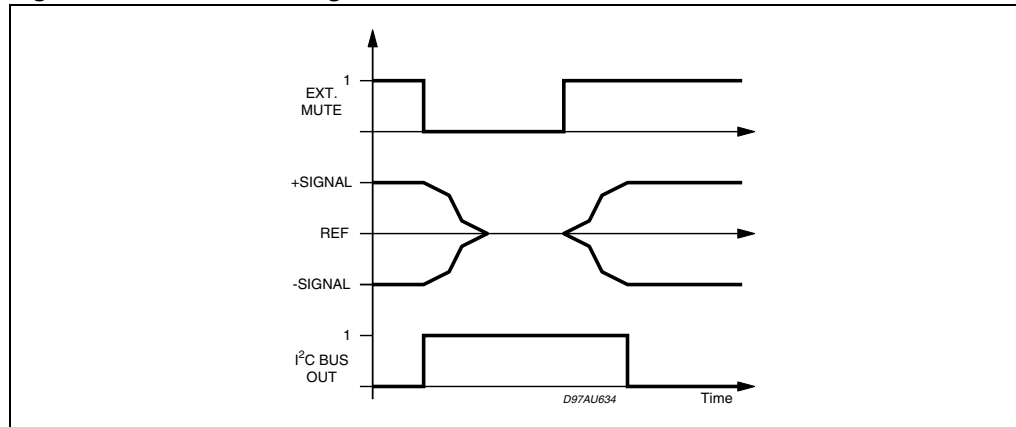 1
EXT.
MUTE
+SIGNAL
REF
-SIGNAL
1
I²C BUS
OUT
D97AU634
Time